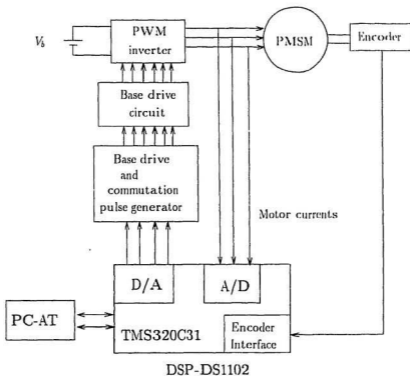 V_b
PWM
inverter
PMSM
Encoder
Base drive
circuit
Base drive
and
commutation
pulse generator
Motor currents
D/A
A/D
PC-AT
TMS320C31
Encoder
Interface
DSP-DS1102